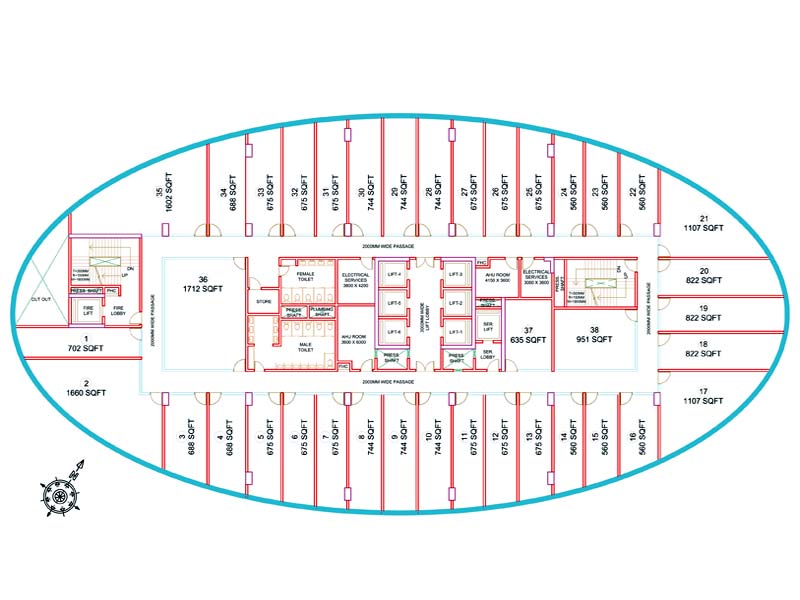 35
1602 SQFT
34
688 SQFT
33
675 SQFT
32
675 SQFT
31
675 SQFT
30
744 SQFT
29
744 SQFT
28
744 SQFT
27
675 SQFT
26
675 SQFT
25
675 SQFT
24
560 SQFT
23
560 SQFT
22
560 SQFT
21
1107 SQFT
2000MM WIDE PASSAGE
DN
UP
PRESS-SHAFT
FHC
FIRE
LIFT
FIRE
LOBBY
CUT OUT
2000MM WIDE PASSAGE
36
1712 SQFT
STORE
FEMALE
TOILET
PRESS
SHAFT
PLUMBING
SHAFT
MALE
TOILET
ELECTRICAL
SERVICES
3600 X 4200
AHU ROOM
3600 X 6000
FHC
LIFT-4
LIFT-5
LIFT-6
PRESS
SHAFT
3000MM WIDE
LIFT LOBBY
LIFT-3
LIFT-2
LIFT-1
PRESS
SHAFT
FHC
AHU ROOM
4150 X 3600
ELECTRICAL
SERVICES
3050 X 3600
PRESS
SHAFT
SER.
LIFT
SER.
LOBBY
PRESS
SHAFT
DN
UP
37
635 SQFT
38
951 SQFT
2000MM WIDE PASSAGE
20
822 SQFT
19
822 SQFT
18
822 SQFT
17
1107 SQFT
1
702 SQFT
2
1660 SQFT
2000MM WIDE PASSAGE
3
688 SQFT
4
688 SQFT
5
675 SQFT
6
675 SQFT
7
675 SQFT
8
744 SQFT
9
744 SQFT
10
744 SQFT
11
675 SQFT
12
675 SQFT
13
675 SQFT
14
560 SQFT
15
560 SQFT
16
560 SQFT
N